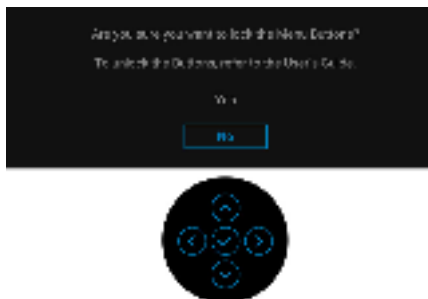 Are you sure you want to lock the Menu Buttons?
To unlock the Buttons, refer to the User's Guide.
Yes
No